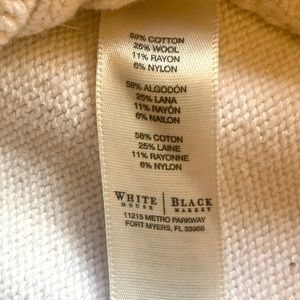 58% COTTON
25% WOOL
11% RAYON
6% NYLON
58% ALGODÓN
25% LANA
11% RAYÓN
6% NAILON
58% COTON
25% LAINE
11% RAYONNE
6% NYLON
WHITE HOUSE | BLACK MARKET
11215 METRO PARKWAY
FORT MYERS, FL 33966